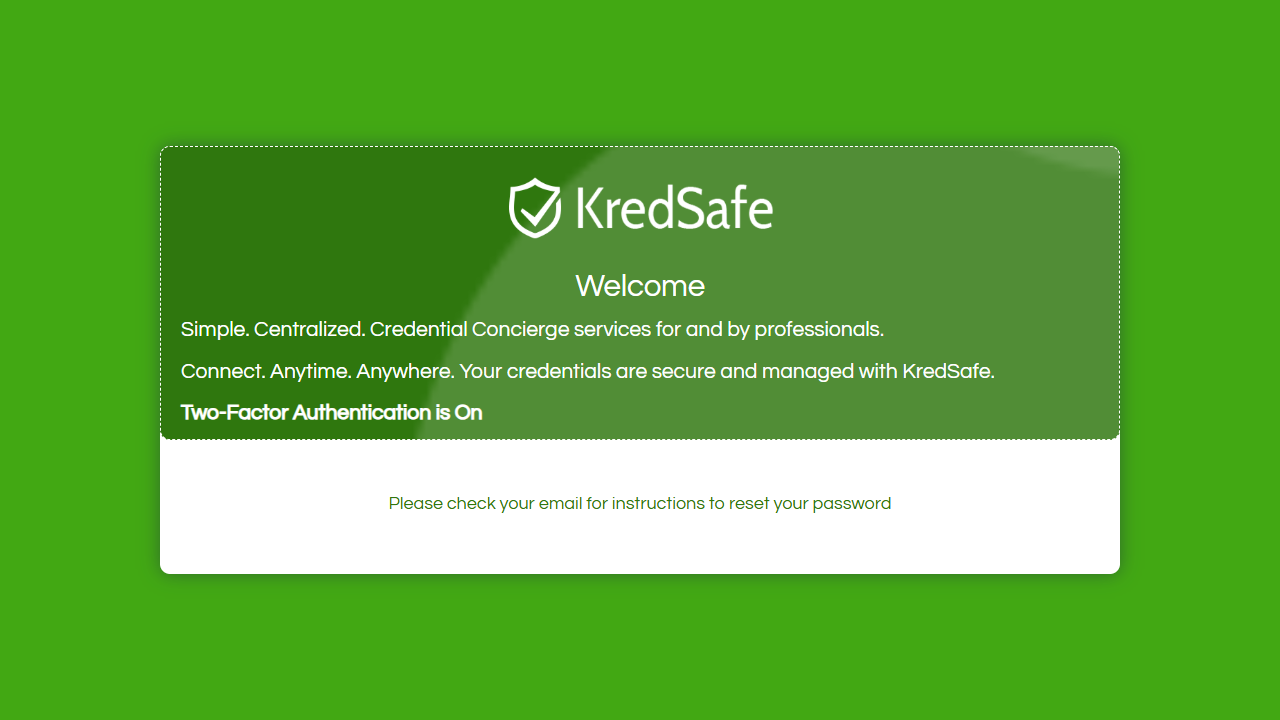 KredSafe
Welcome
Simple. Centralized. Credential Concierge services for and by professionals.
Connect. Anytime. Anywhere. Your credentials are secure and managed with KredSafe.
Two-Factor Authentication is On
Please check your email for instructions to reset your password